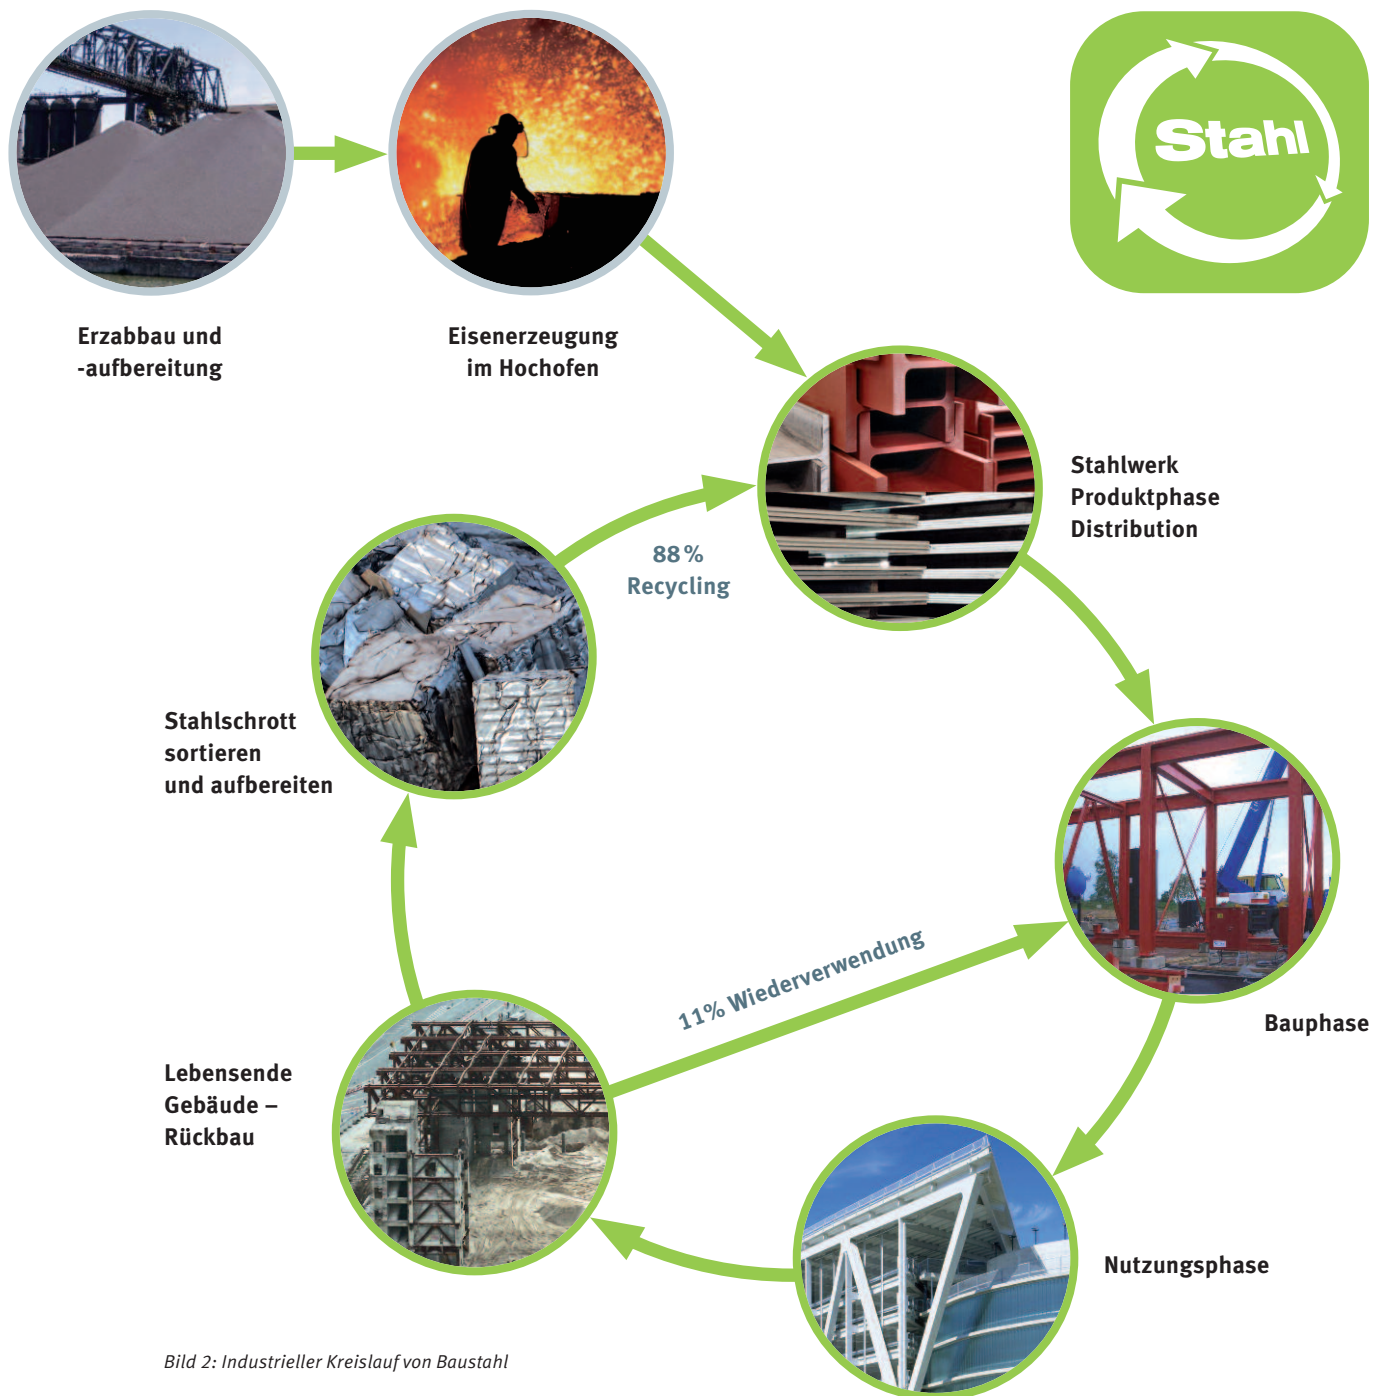 Stahl
Erzabbau und
-aufbereitung
Eisenerzeugung
im Hochofen
Stahlwerk
Produktphase
Distribution
88 %
Recycling
Stahlschrott
sortieren
und aufbereiten
11% Wiederverwendung
Bauphase
Lebensende
Gebäude –
Rückbau
Nutzungsphase
Bild 2: Industrieller Kreislauf von Baustahl